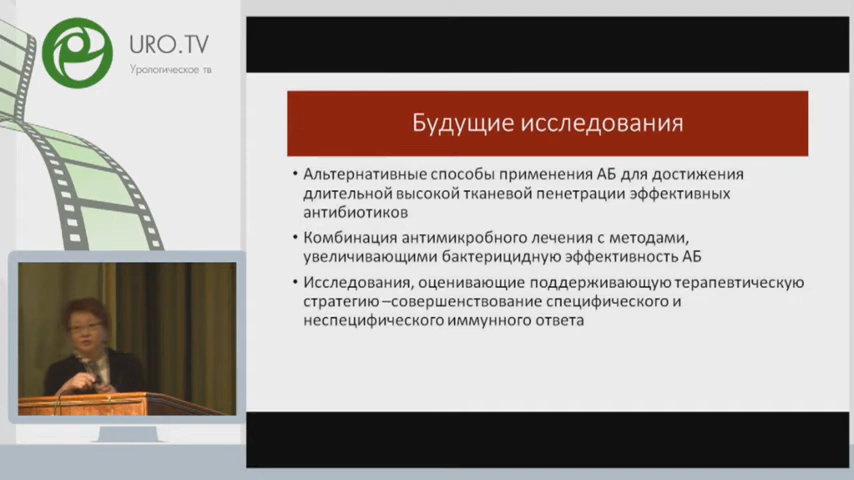 URO.TV
Урологическое тв
Будущие исследования
• Альтернативные способы применения АБ для достижения
длительной высокой тканевой пенетрации эффективных
антибиотиков
• Комбинация антимикробного лечения с методами,
увеличивающими бактерицидную эффективность АБ
• Исследования, оценивающие поддерживающую терапевтическую
стратегию –совершенствование специфического и
неспецифического иммунного ответа